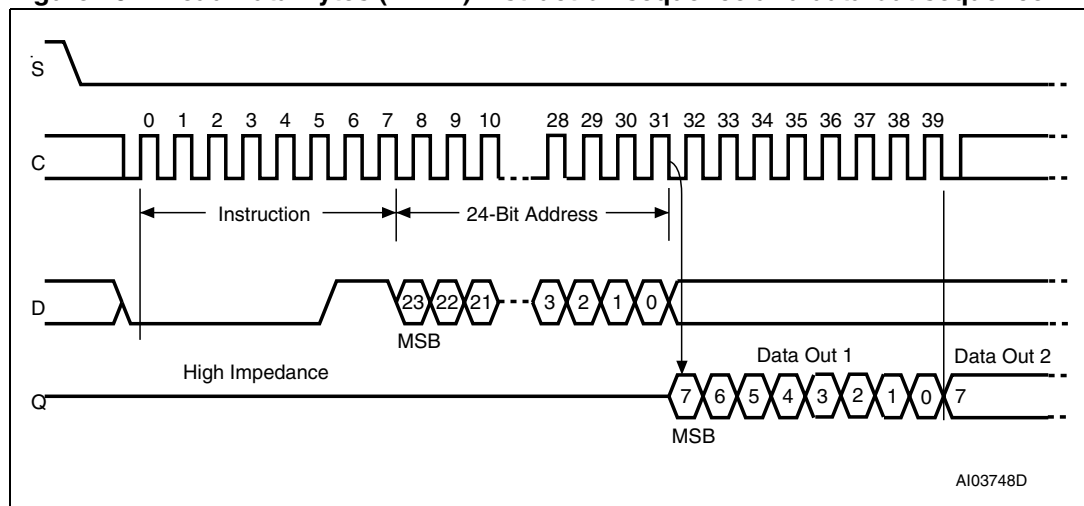 S
0 1 2 3 4 5 6 7 8 9 10 28 29 30 31 32 33 34 35 36 37 38 39
C
Instruction 24-Bit Address
D
23 22 21 3 2 1 0
MSB
High Impedance
Data Out 1 Data Out 2
Q
7 6 5 4 3 2 1 0 7
MSB
AI03748D